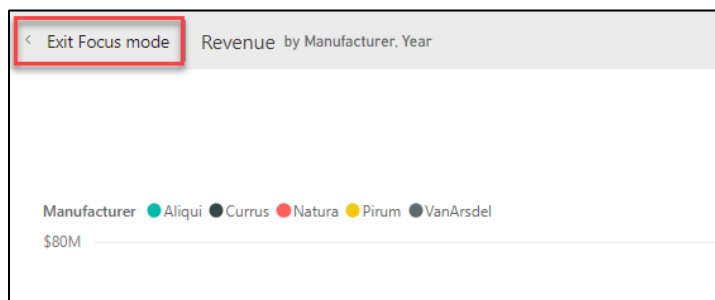 Exit Focus mode Revenue by Manufacturer, Year
Manufacturer Aliqui Currus Natura Pirum VanArsdel
$80M